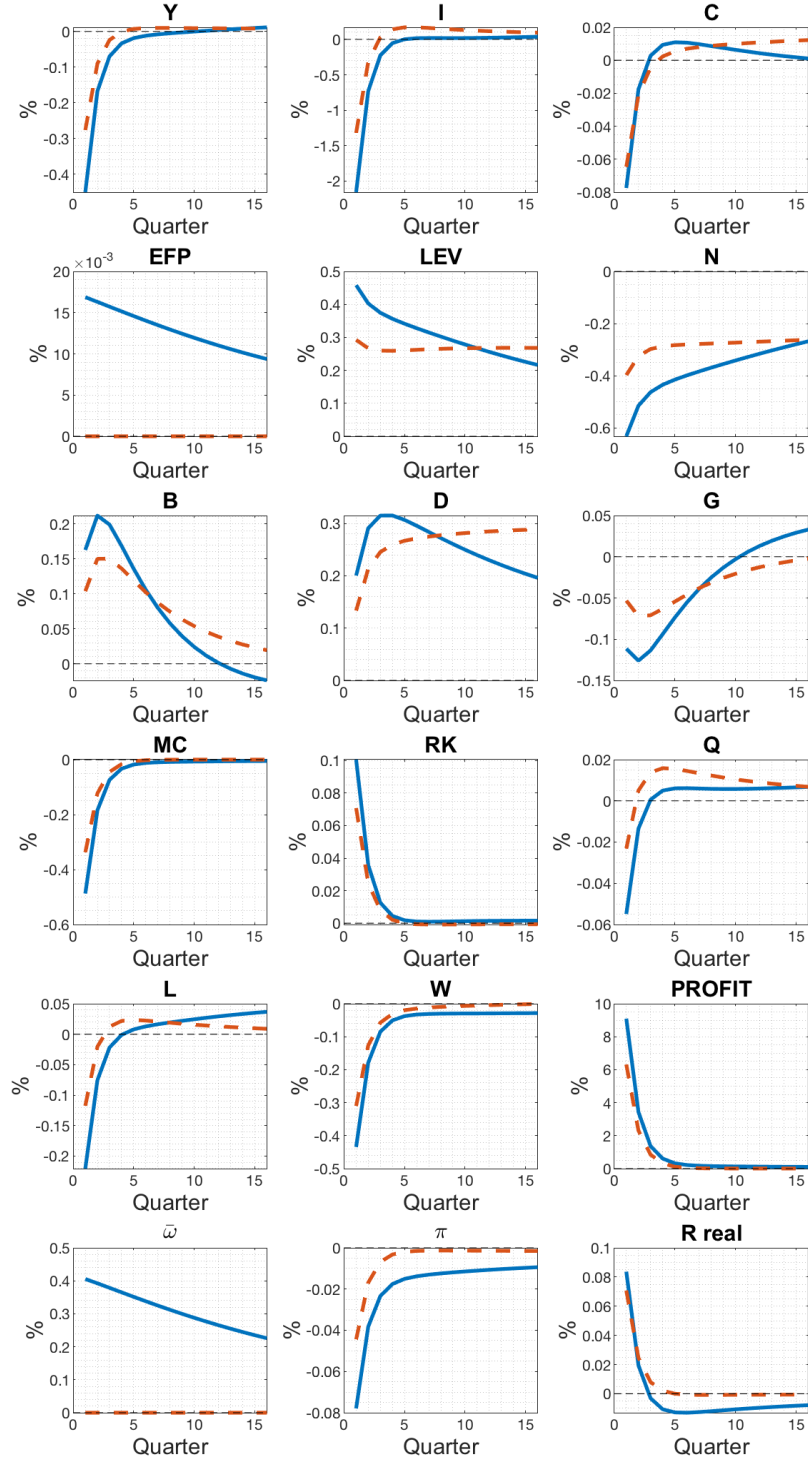 Y I C
0 -0.1 -0.2 -0.3 -0.4 % 0 5 10 15 Quarter
0.5 0 -0.5 -1 -1.5 -2 % 0 5 10 15 Quarter
0.02 0 -0.02 -0.04 -0.06 -0.08 % 0 5 10 15 Quarter
EFP LEV N
×10⁻³ 20 15 10 5 0 % 0 5 10 15 Quarter
0.5 0.4 0.3 0.2 0.1 0 % 0 5 10 15 Quarter
0 -0.2 -0.4 -0.6 % 0 5 10 15 Quarter
B D G
0.2 0.15 0.1 0.05 0 % 0 5 10 15 Quarter
0.3 0.2 0.1 0 % 0 5 10 15 Quarter
0.05 0 -0.05 -0.1 -0.15 % 0 5 10 15 Quarter
MC RK Q
0 -0.2 -0.4 -0.6 % 0 5 10 15 Quarter
0.1 0.08 0.06 0.04 0.02 0 % 0 5 10 15 Quarter
0.02 0 -0.02 -0.04 -0.06 % 0 5 10 15 Quarter
L W PROFIT
0.05 0 -0.05 -0.1 -0.15 -0.2 % 0 5 10 15 Quarter
0 -0.1 -0.2 -0.3 -0.4 -0.5 % 0 5 10 15 Quarter
10 8 6 4 2 0 % 0 5 10 15 Quarter
ω̄ π R real
0.5 0.4 0.3 0.2 0.1 0 % 0 5 10 15 Quarter
0 -0.02 -0.04 -0.06 -0.08 % 0 5 10 15 Quarter
0.1 0.08 0.06 0.04 0.02 0 % 0 5 10 15 Quarter